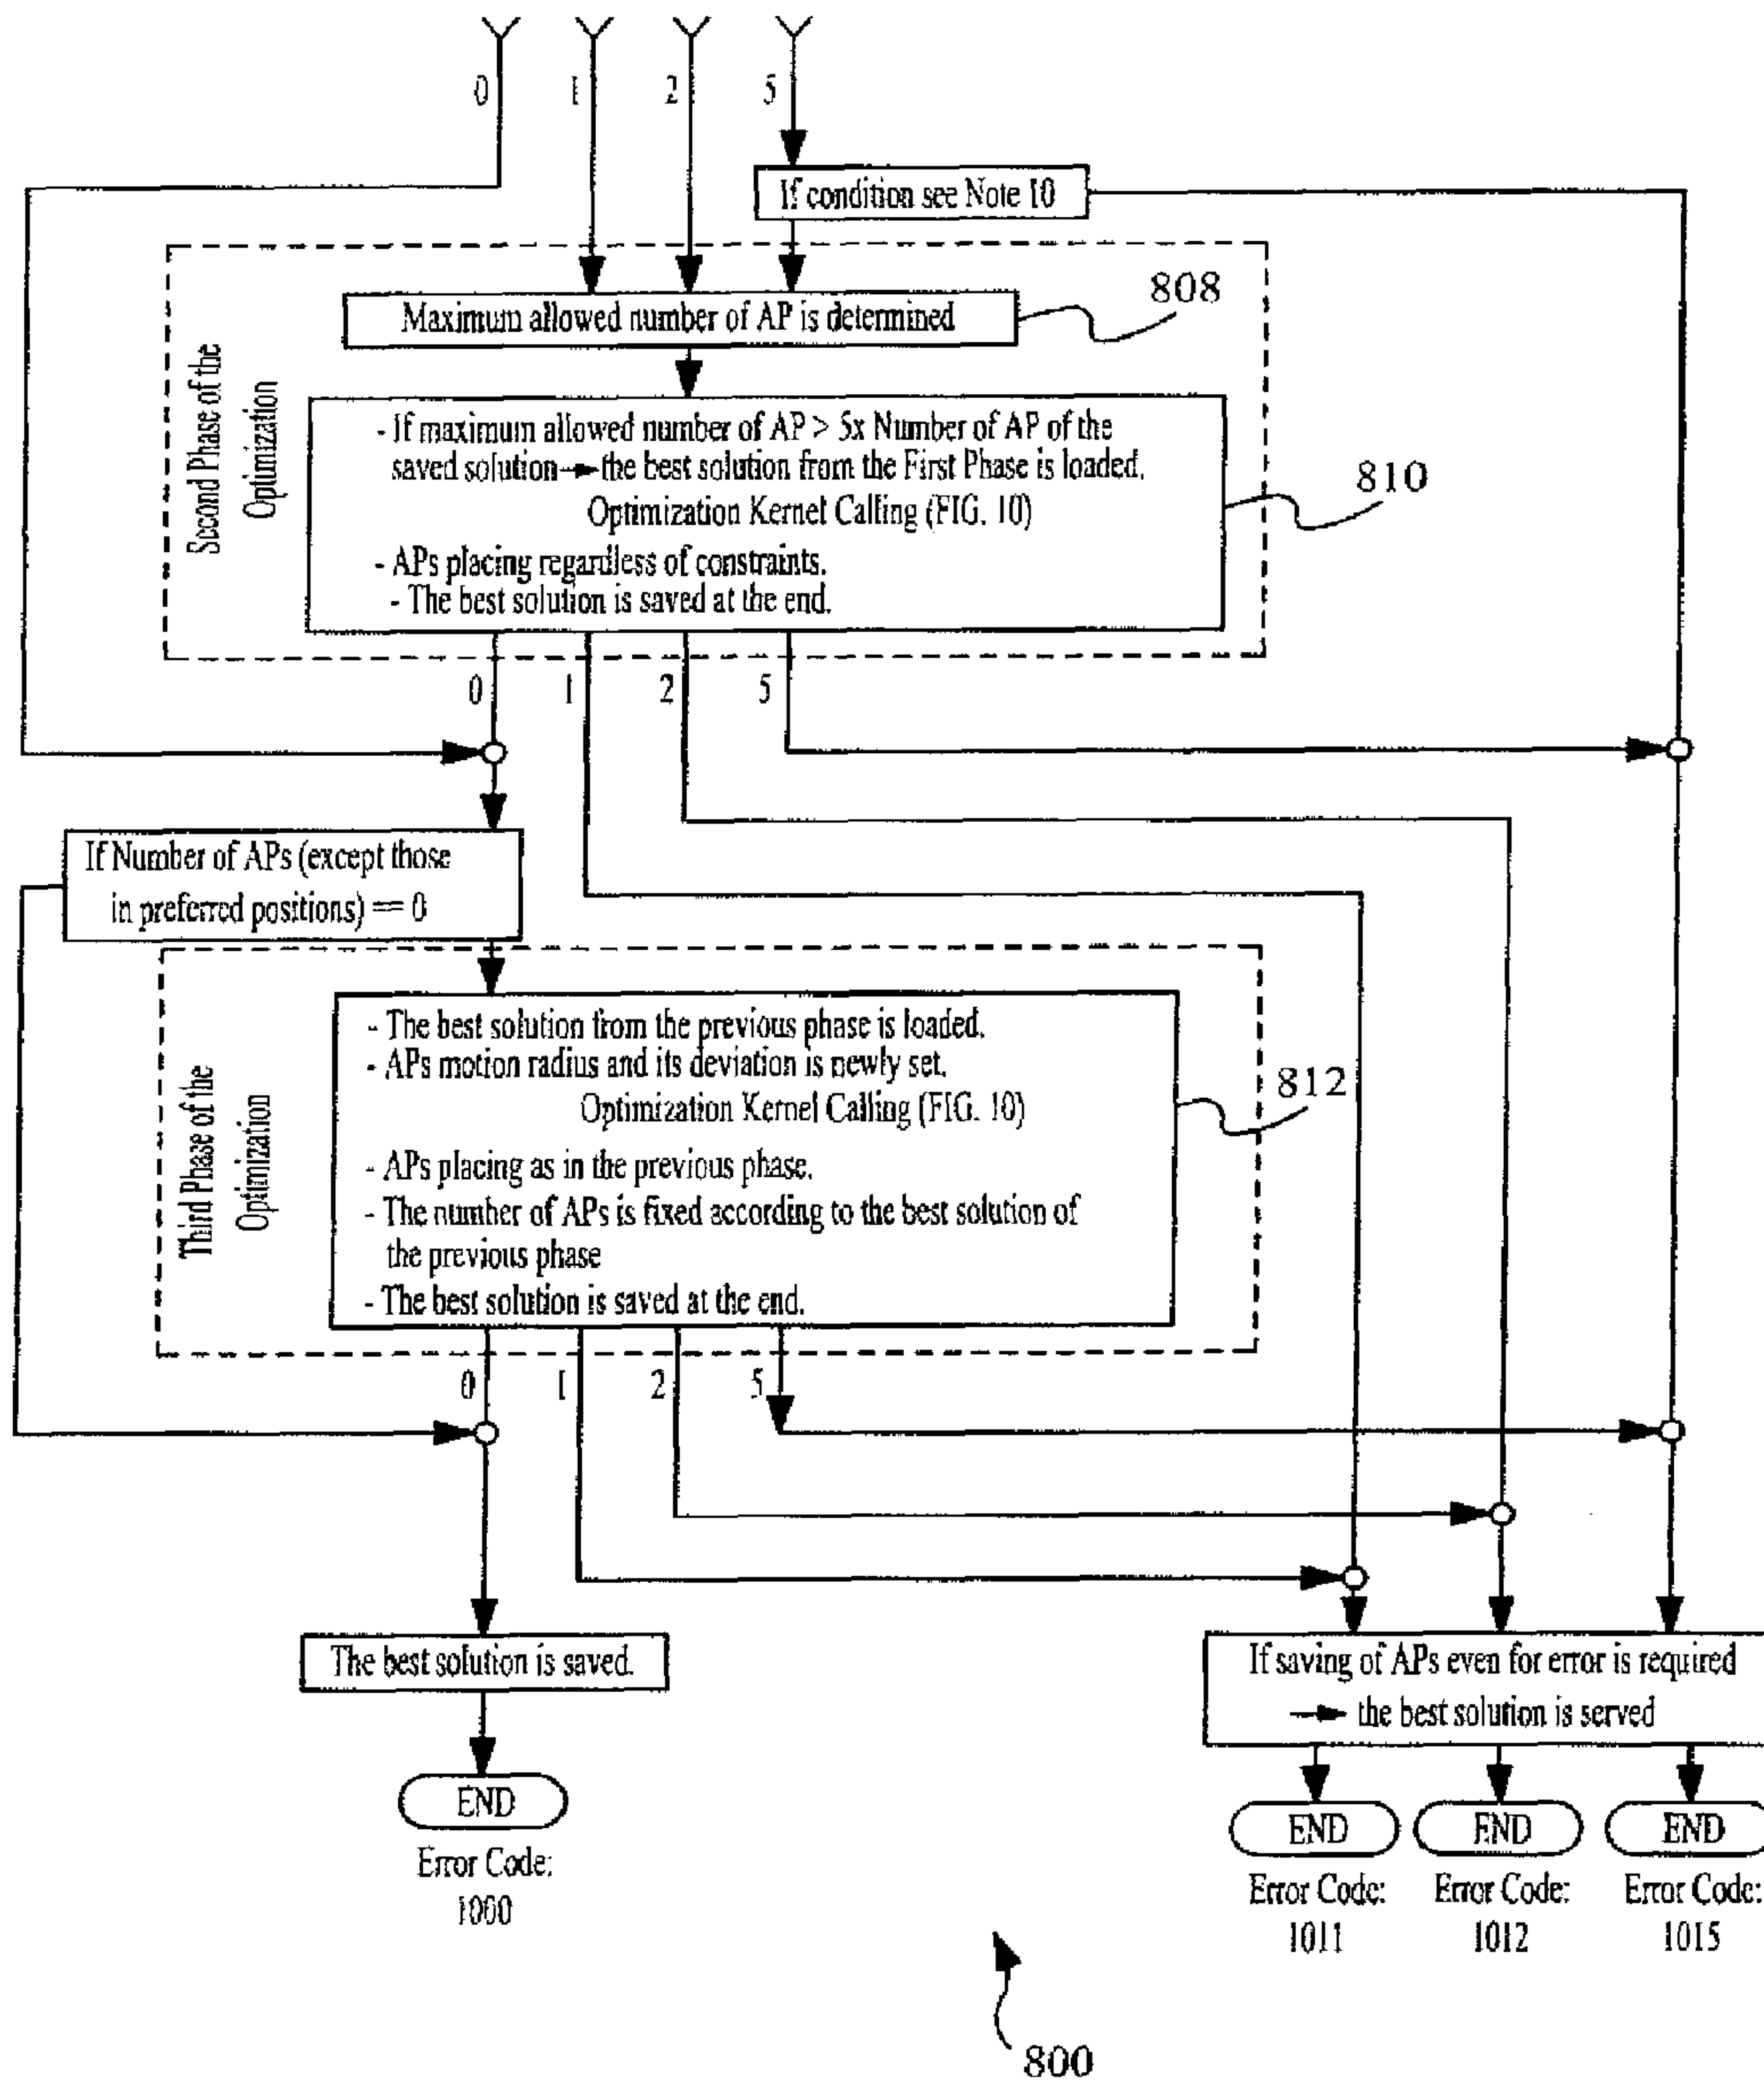 0 1 2 5
If condition see Note 10
808
Maximum allowed number of AP is determined
Second Phase of the
Optimization
- If maximum allowed number of AP > 5x Number of AP of the
saved solution → the best solution from the First Phase is loaded.
Optimization Kernel Calling (FIG. 10)
- APs placing regardless of constraints.
- The best solution is saved at the end.
810
0 1 2 5
If Number of APs (except those
in preferred positions) == 0
Third Phase of the
Optimization
- The best solution from the previous phase is loaded.
- APs motion radius and its deviation is newly set.
Optimization Kernel Calling (FIG. 10)
- APs placing as in the previous phase.
- The number of APs is fixed according to the best solution of
the previous phase
- The best solution is saved at the end.
812
0 1 2 5
The best solution is saved.
If saving of APs even for error is required
→ the best solution is served
END
Error Code:
1000
END
Error Code:
1011
END
Error Code:
1012
END
Error Code:
1015
800